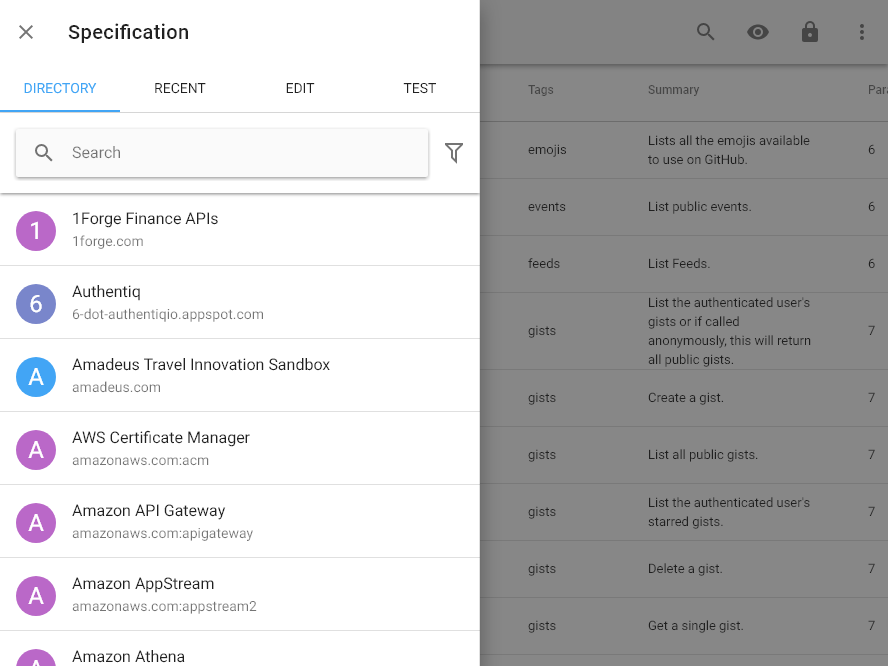 Specification
DIRECTORY
RECENT
EDIT
TEST
Search
1
1Forge Finance APIs
1forge.com
6
Authentiq
6-dot-authentiqio.appspot.com
A
Amadeus Travel Innovation Sandbox
amadeus.com
A
AWS Certificate Manager
amazonaws.com:acm
A
Amazon API Gateway
amazonaws.com:apigateway
A
Amazon AppStream
amazonaws.com:appstream2
A
Amazon Athena
Tags
Summary
Para
emojis
Lists all the emojis available
to use on GitHub.
6
events
List public events.
6
feeds
List Feeds.
6
gists
List the authenticated user's
gists or if called
anonymously, this will return
all public gists.
7
gists
Create a gist.
7
gists
List all public gists.
7
gists
List the authenticated user's
starred gists.
7
gists
Delete a gist.
7
gists
Get a single gist.
7